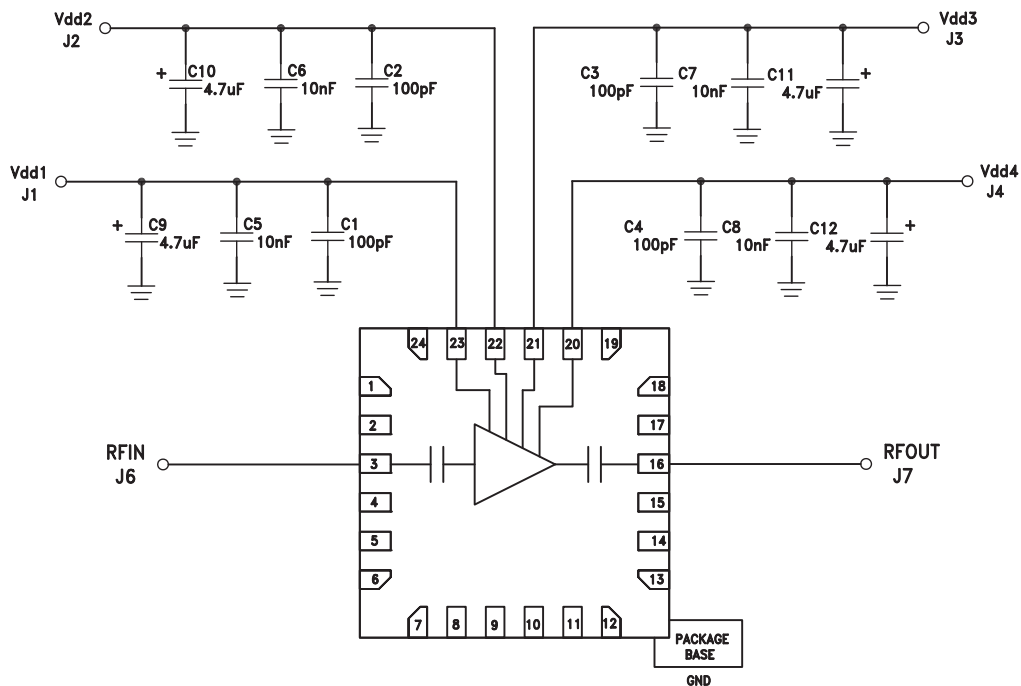 Vdd2
J2
C10
4.7uF
+
C6
10nF
C2
100pF
Vdd3
J3
C3
100pF
C7
10nF
C11
4.7uF
+
Vdd1
J1
+
C9
4.7uF
C5
10nF
C1
100pF
Vdd4
J4
C4
100pF
C8
10nF
C12
4.7uF
+
24
23
22
21
20
19
1
2
3
4
5
6
18
17
16
15
14
13
RFIN
J6
RFOUT
J7
7
8
9
10
11
12
PACKAGE
BASE
GND